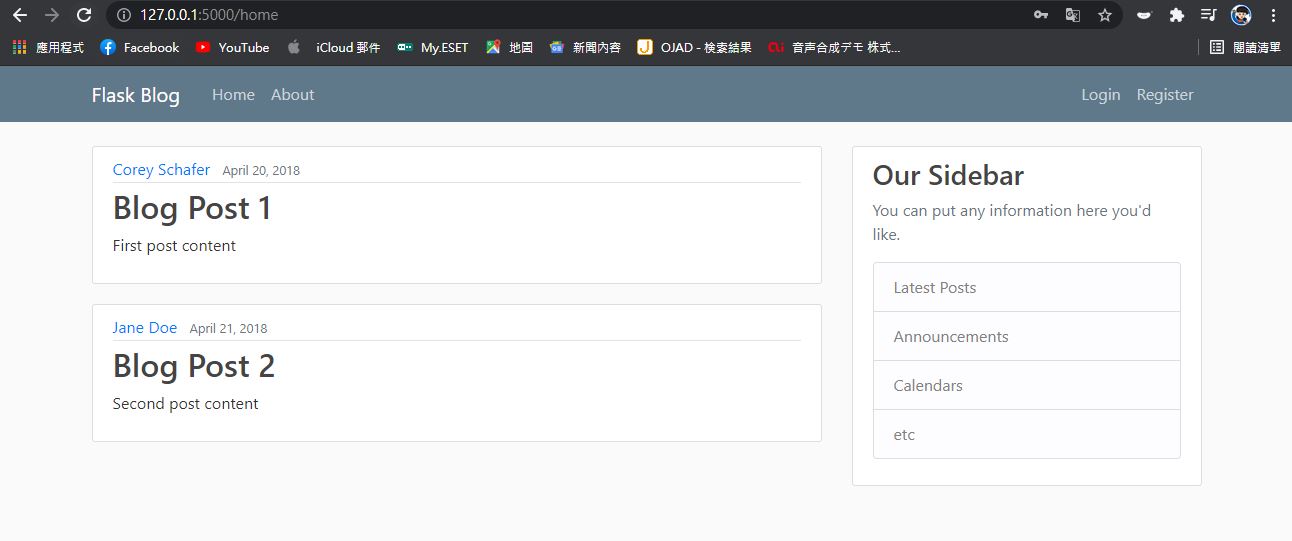 127.0.0.1:5000/home
應用程式 Facebook YouTube iCloud 郵件 My.ESET 地圖 新聞內容 OJAD - 検索結果 音声合成デモ 株式... 閱讀清單
Flask Blog Home About Login Register
Corey Schafer April 20, 2018
Blog Post 1
First post content
Jane Doe April 21, 2018
Blog Post 2
Second post content
Our Sidebar
You can put any information here you'd
like.
Latest Posts
Announcements
Calendars
etc